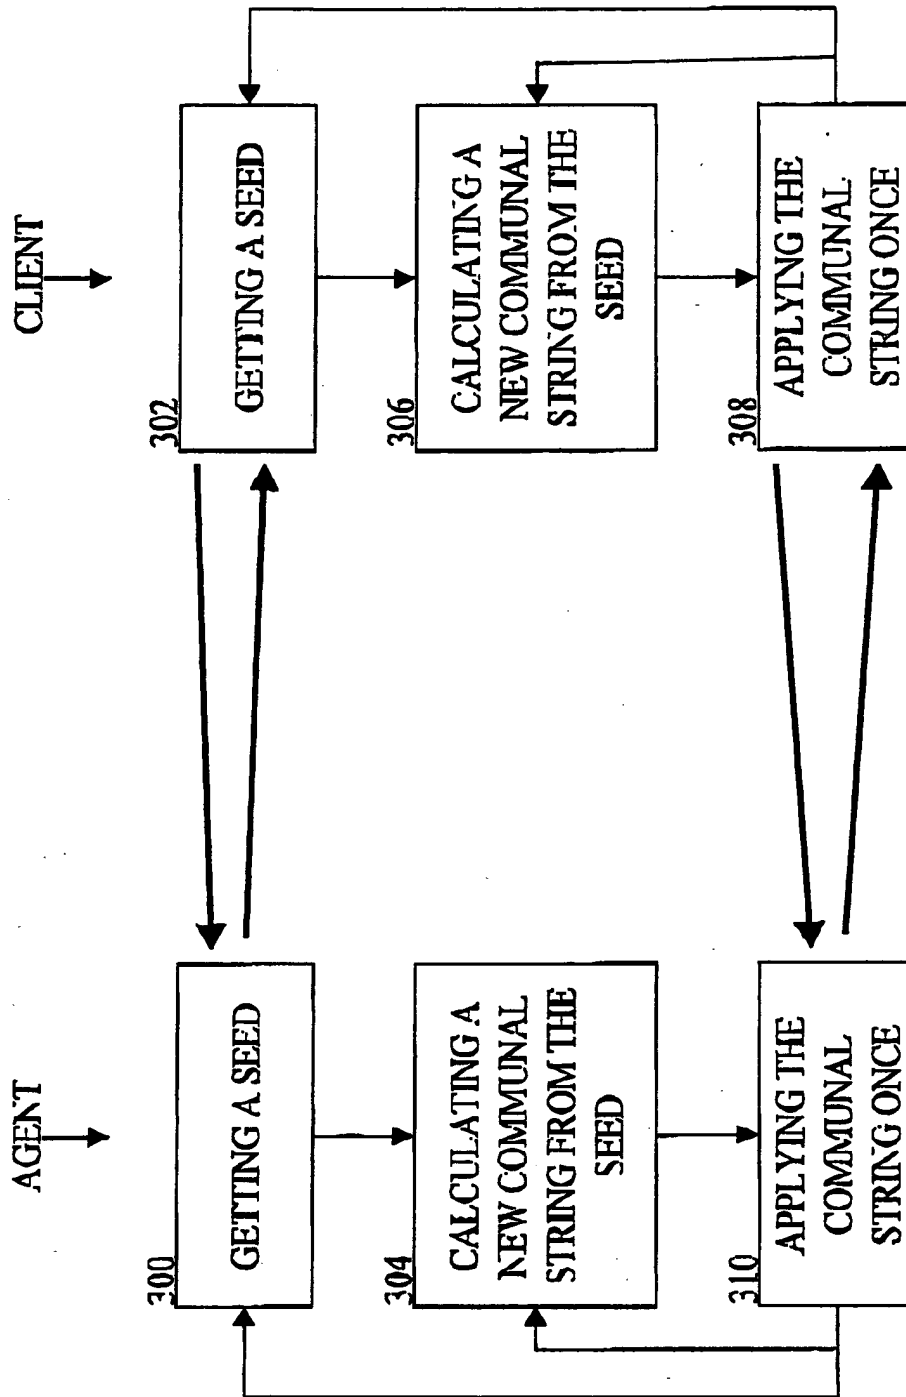 AGENT
300
GETTING A SEED
304
CALCULATING A
NEW COMMUNAL
STRING FROM THE
SEED
310
APPLYING THE
COMMUNAL
STRING ONCE
CLIENT
302
GETTING A SEED
306
CALCULATING A
NEW COMMUNAL
STRING FROM THE
SEED
308
APPLYING THE
COMMUNAL
STRING ONCE